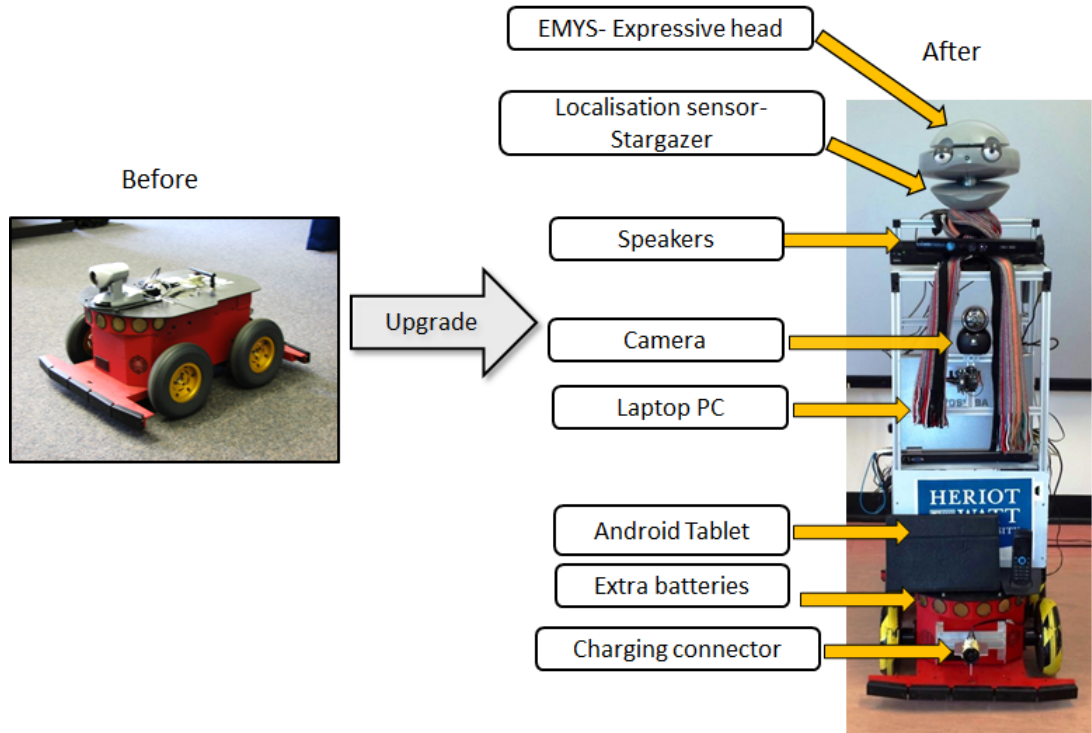 EMYS- Expressive head
After
Localisation sensor-
Stargazer
Before
Speakers
Upgrade
Camera
Laptop PC
HERIOT
WATT
Android Tablet
Extra batteries
Charging connector